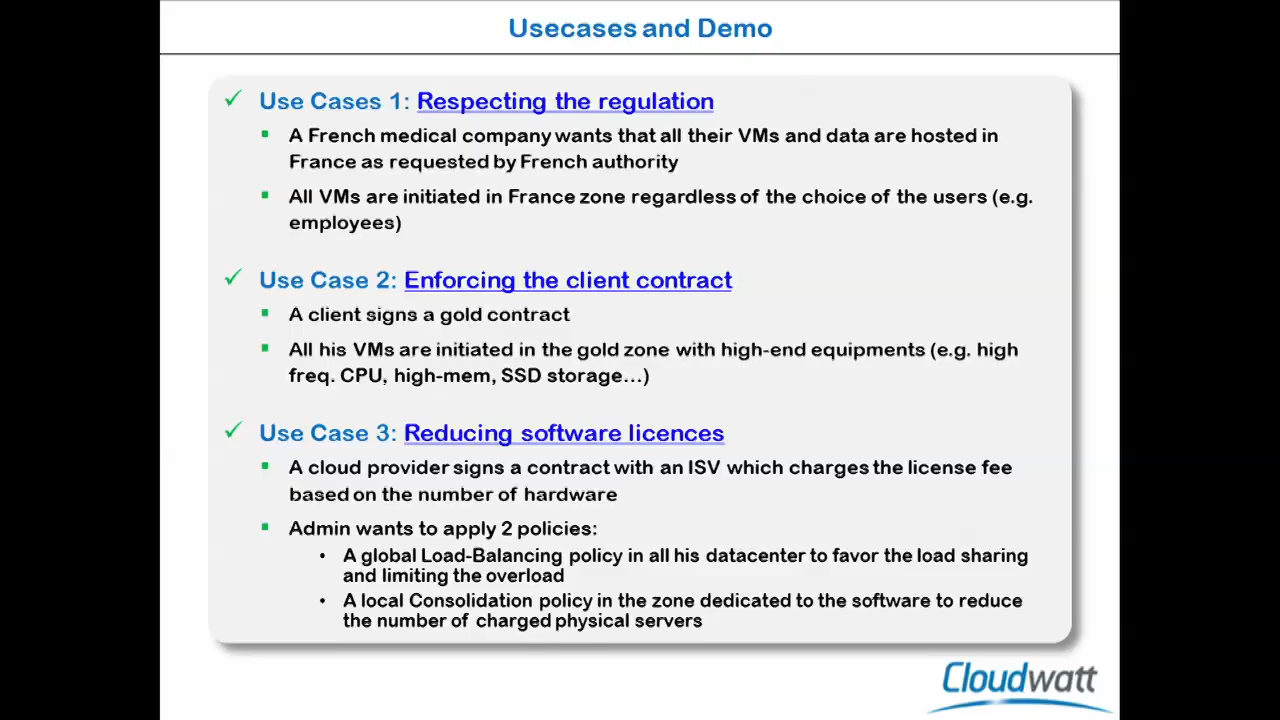 Usecases and Demo
Use Cases 1: Respecting the regulation
A French medical company wants that all their VMs and data are hosted in
France as requested by French authority
All VMs are initiated in France zone regardless of the choice of the users (e.g.
employees)
Use Case 2: Enforcing the client contract
A client signs a gold contract
All his VMs are initiated in the gold zone with high-end equipments (e.g. high
freq. CPU, high-mem, SSD storage…)
Use Case 3: Reducing software licences
A cloud provider signs a contract with an ISV which charges the license fee
based on the number of hardware
Admin wants to apply 2 policies:
A global Load-Balancing policy in all his datacenter to favor the load sharing
and limiting the overload
A local Consolidation policy in the zone dedicated to the software to reduce
the number of charged physical servers
Cloudwatt